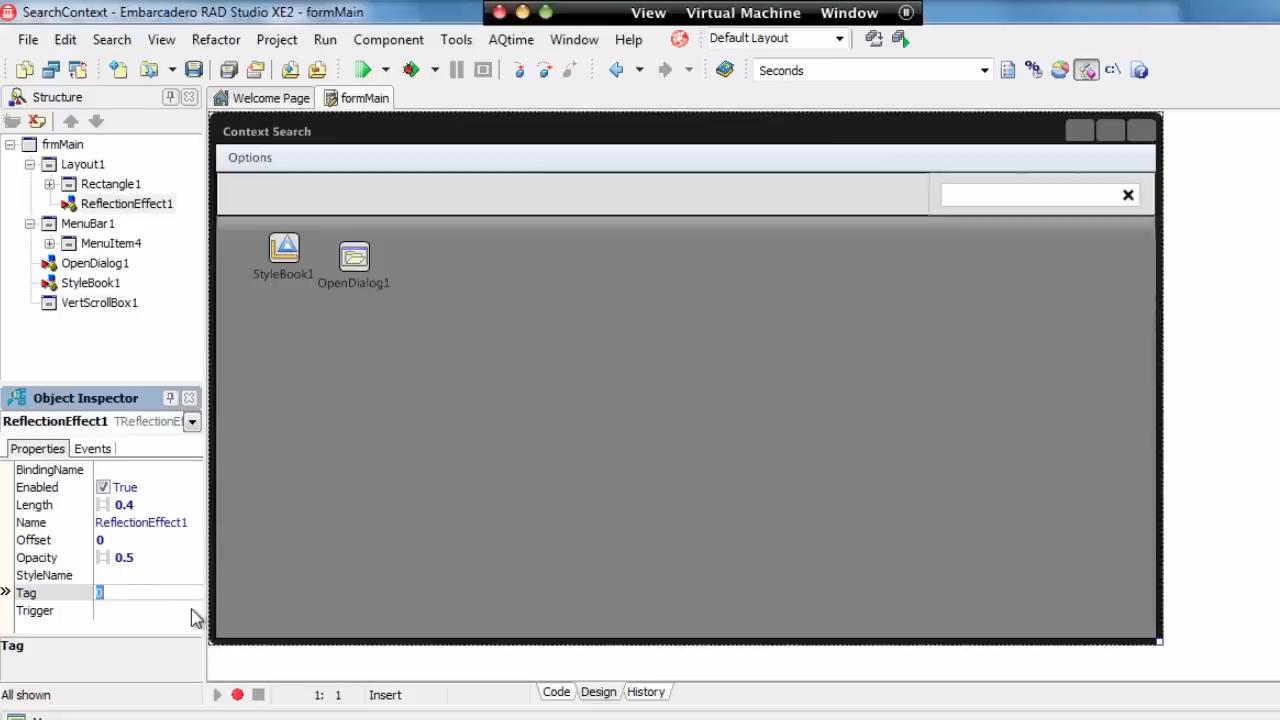 SearchContext - Embarcadero RAD Studio XE2 - formMain
View Virtual Machine Window
File Edit Search View Refactor Project Run Component Tools AQtime Window Help Default Layout
Seconds C:\
Structure
Welcome Page formMain
frmMain
Layout1
Rectangle1
ReflectionEffect1
MenuBar1
MenuItem4
OpenDialog1
StyleBook1
VertScrollBox1
Context Search
Options
StyleBook1
OpenDialog1
Object Inspector
ReflectionEffect1 TReflectionEf
Properties Events
BindingName
Enabled True
Length 0.4
Name ReflectionEffect1
Offset 0
Opacity 0.5
StyleName
Tag 0
Trigger
Tag
All shown
1: 1 Insert Code Design History